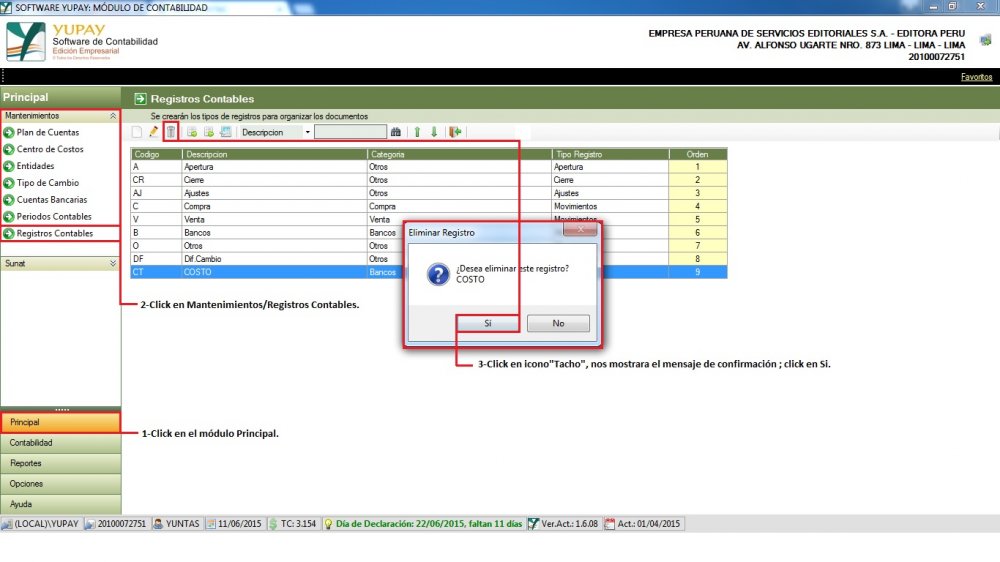 SOFTWARE YUPAY: MÓDULO DE CONTABILIDAD
YUPAY
Software de Contabilidad
Edición Empresarial
© Todos los Derechos Reservados
EMPRESA PERUANA DE SERVICIOS EDITORIALES S.A. - EDITORA PERU
AV. ALFONSO UGARTE NRO. 873 LIMA - LIMA - LIMA
20100072751
Favoritos
Principal
Mantenimientos
Plan de Cuentas
Centro de Costos
Entidades
Tipo de Cambio
Cuentas Bancarias
Periodos Contables
Registros Contables
Sunat
Registros Contables
Se crearán los tipos de registros para organizar los documentos
Descripcion
Codigo Descripcion Categoria Tipo Registro Orden
A Apertura Otros Apertura 1
CR Cierre Otros Cierre 2
AJ Ajustes Otros Ajustes 3
C Compra Compra Movimientos 4
V Venta Venta Movimientos 5
B Bancos Bancos 6
O Otros Otros 7
DF Dif.Cambio Otros 8
CT COSTO Bancos 9
Eliminar Registro
¿Desea eliminar este registro?
COSTO
Si No
2-Click en Mantenimientos/Registros Contables.
3-Click en icono"Tacho", nos mostrara el mensaje de confirmación ; click en Si.
1-Click en el módulo Principal.
Principal
Contabilidad
Reportes
Opciones
Ayuda
(LOCAL)\YUPAY 20100072751 YUNTAS 11/06/2015 TC: 3.154 Día de Declaración: 22/06/2015, faltan 11 días Ver.Act.: 1.6.08 Act.: 01/04/2015